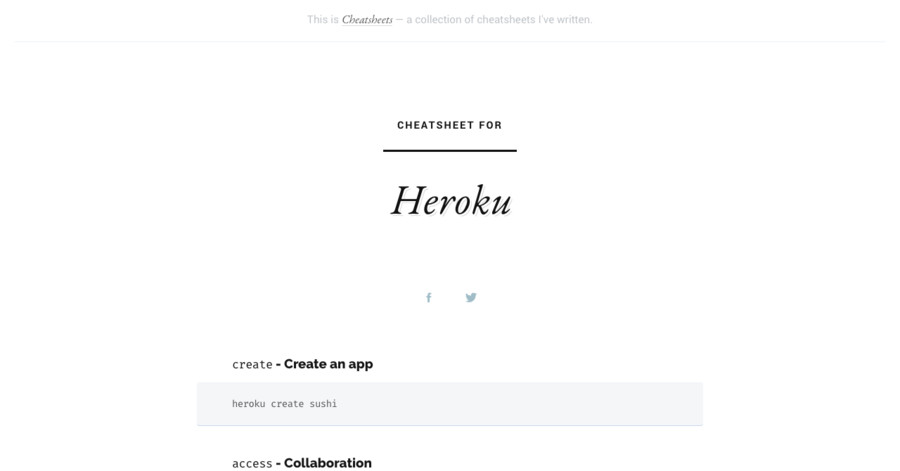 This is Cheatsheets — a collection of cheatsheets I've written.
CHEATSHEET FOR
Heroku
create - Create an app
heroku create sushi
access - Collaboration